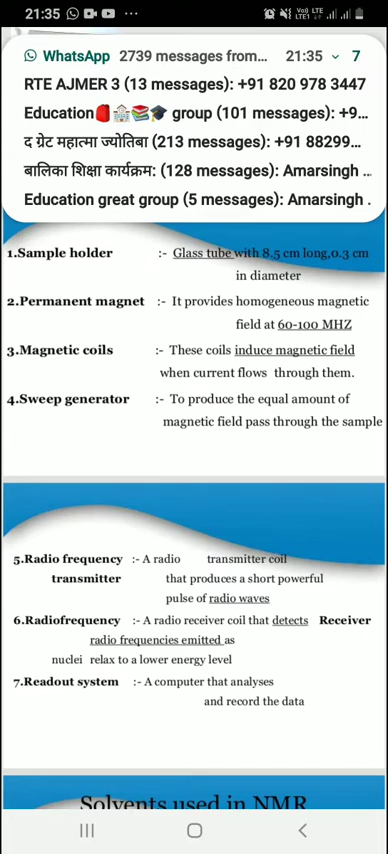 21:35
Vo)) LTE
LTE1
WhatsApp 2739 messages from... 21:35 7
RTE AJMER 3 (13 messages): +91 820 978 3447
Education🎒🏫📚🎓 group (101 messages): +9...
द ग्रेट महात्मा ज्योतिबा (213 messages): +91 88299...
बालिका शिक्षा कार्यक्रम: (128 messages): Amarsingh ...
Education great group (5 messages): Amarsingh .
1.Sample holder :- Glass tube with 8.5 cm long,0.3 cm
in diameter
2.Permanent magnet :- It provides homogeneous magnetic
field at 60-100 MHZ
3.Magnetic coils :- These coils induce magnetic field
when current flows through them.
4.Sweep generator :- To produce the equal amount of
magnetic field pass through the sample
5.Radio frequency :- A radio transmitter coil
transmitter that produces a short powerful
pulse of radio waves
6.Radiofrequency :- A radio receiver coil that detects Receiver
radio frequencies emitted as
nuclei relax to a lower energy level
7.Readout system :- A computer that analyses
and record the data
Solvents used in NMR